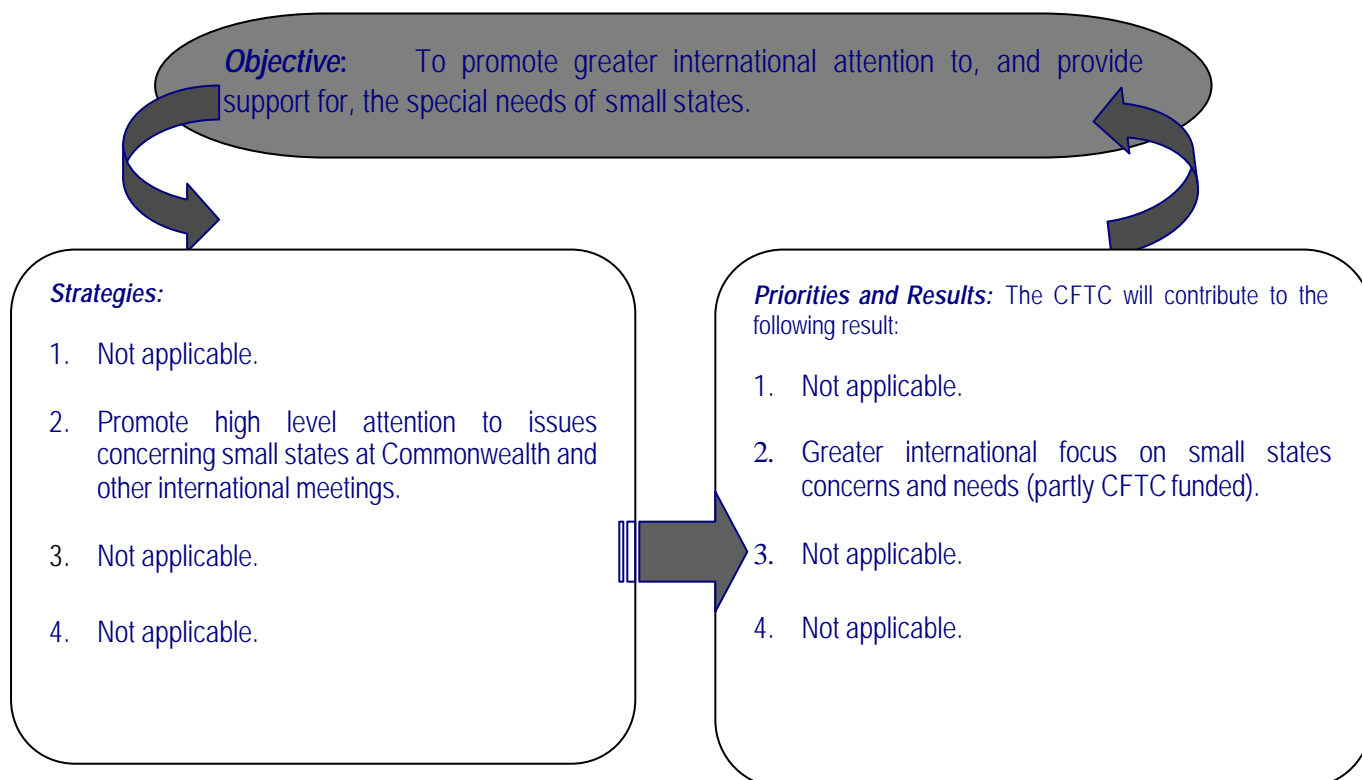 Objective: To promote greater international attention to, and provide
support for, the special needs of small states.
Strategies:
1. Not applicable.
2. Promote high level attention to issues
concerning small states at Commonwealth and
other international meetings.
3. Not applicable.
4. Not applicable.
Priorities and Results: The CFTC will contribute to the
following result:
1. Not applicable.
2. Greater international focus on small states
concerns and needs (partly CFTC funded).
3. Not applicable.
4. Not applicable.